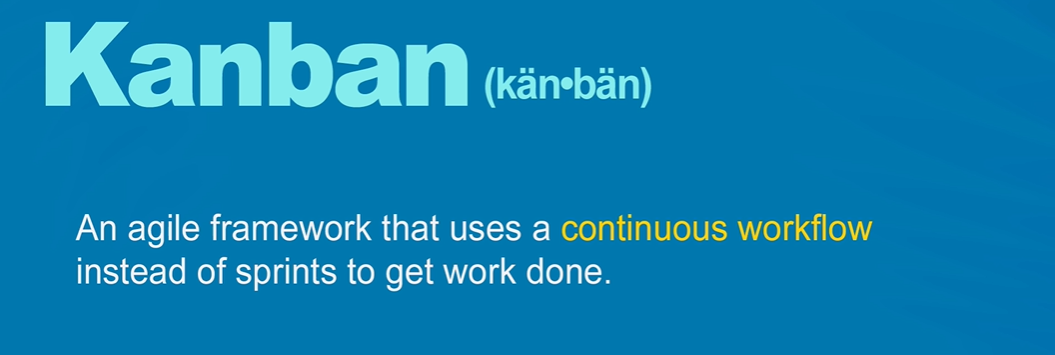 Kanban (kän•bän)
An agile framework that uses a continuous workflow
instead of sprints to get work done.